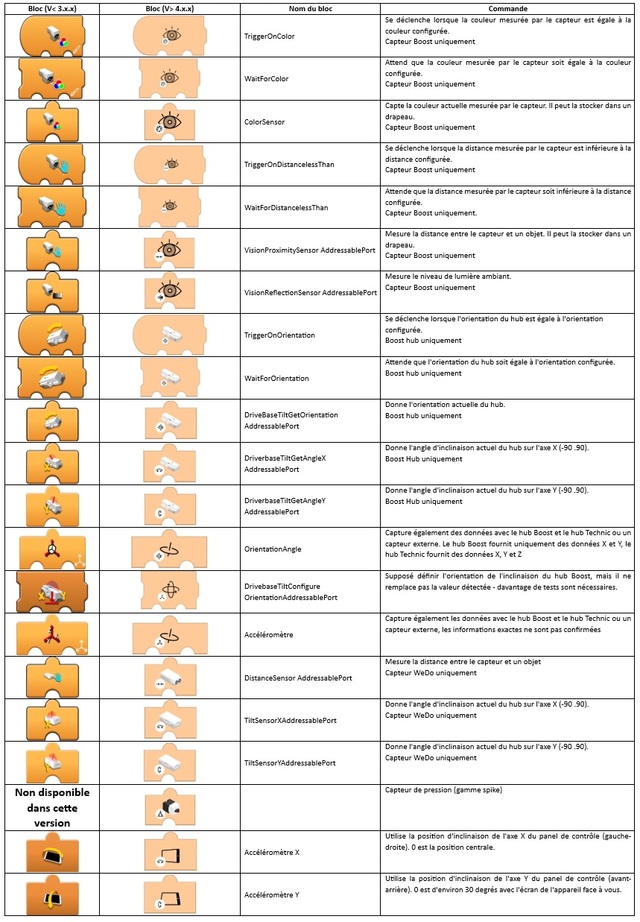 Bloc (V< 3.x.x) Bloc (V> 4.x.x) Nom du bloc Commande
TriggerOnColor
Se déclenche lorsque la couleur mesurée par le capteur est égale à la
couleur configurée.
Capteur Boost uniquement
WaitForColor
Attend que la couleur mesurée par le capteur soit égale à la couleur
configurée.
Capteur Boost uniquement
ColorSensor
Capte la couleur actuelle mesurée par le capteur. Il peut la stocker dans un
drapeau.
Capteur Boost uniquement
TriggerOnDistancelessThan
Se déclenche lorsque la distance mesurée par le capteur est inférieure à la
distance configurée.
Capteur Boost uniquement
WaitForDistancelessThan
Attende que la distance mesurée par le capteur soit inférieure à la distance
configurée.
Capteur Boost uniquement.
VisionProximitySensor AddressablePort
Mesure la distance entre le capteur et un objet. Il peut la stocker dans un
drapeau.
Capteur Boost uniquement
VisionReflectionSensor AddressablePort
Mesure le niveau de lumière ambiant.
Capteur Boost uniquement
TriggerOnOrientation
Se déclenche lorsque l'orientation du hub est égale à l'orientation
configurée.
Boost hub uniquement
WaitForOrientation
Attende que l'orientation du hub soit égale à l'orientation configurée.
Boost hub uniquement
DriveBaseTiltGetOrientation
AddressablePort
Donne l'orientation actuelle du hub.
Boost hub uniquement
DriverbaseTiltGetAngleX
AddressablePort
Donne l'angle d'inclinaison actuel du hub sur l'axe X (-90 .90).
Boost Hub uniquement
DriverbaseTiltGetAngleY
AddressablePort
Donne l'angle d'inclinaison actuel du hub sur l'axe Y (-90 .90).
Boost Hub uniquement
OrientationAngle
Capture également des données avec le hub Boost et le hub Technic ou un
capteur externe. Le hub Boost fournit uniquement des données X et Y, le
hub Technic fournit des données X, Y et Z
DrivebaseTiltConfigure
OrientationAddressablePort
Supposé définir l'orientation de l'inclinaison du hub Boost, mais il ne
remplace pas la valeur détectée - davantage de tests sont nécessaires.
Accéléromètre
Capture également les données avec le hub Boost et le hub Technic ou un
capteur externe, les informations exactes ne sont pas confirmées
DistanceSensor AddressablePort
Mesure la distance entre le capteur et un objet
Capteur WeDo uniquement
TiltSensorXAddressablePort
Donne l'angle d'inclinaison actuel du hub sur l'axe X (-90 .90).
Capteur WeDo uniquement
TiltSensorYAddressablePort
Donne l'angle d'inclinaison actuel du hub sur l'axe Y (-90 .90).
Capteur WeDo uniquement
Non disponible
dans cette
version
Capteur de pression (gamme spike)
Accéléromètre X
Utilise la position d'inclinaison de l'axe X du panel de contrôle (gauche-
droite). 0 est la position centrale.
Accéléromètre Y
Utilise la position d'inclinaison de l'axe Y du panel de contrôle (avant-
arrière). 0 est d'environ 30 degrés avec l'écran de l'appareil face à vous.